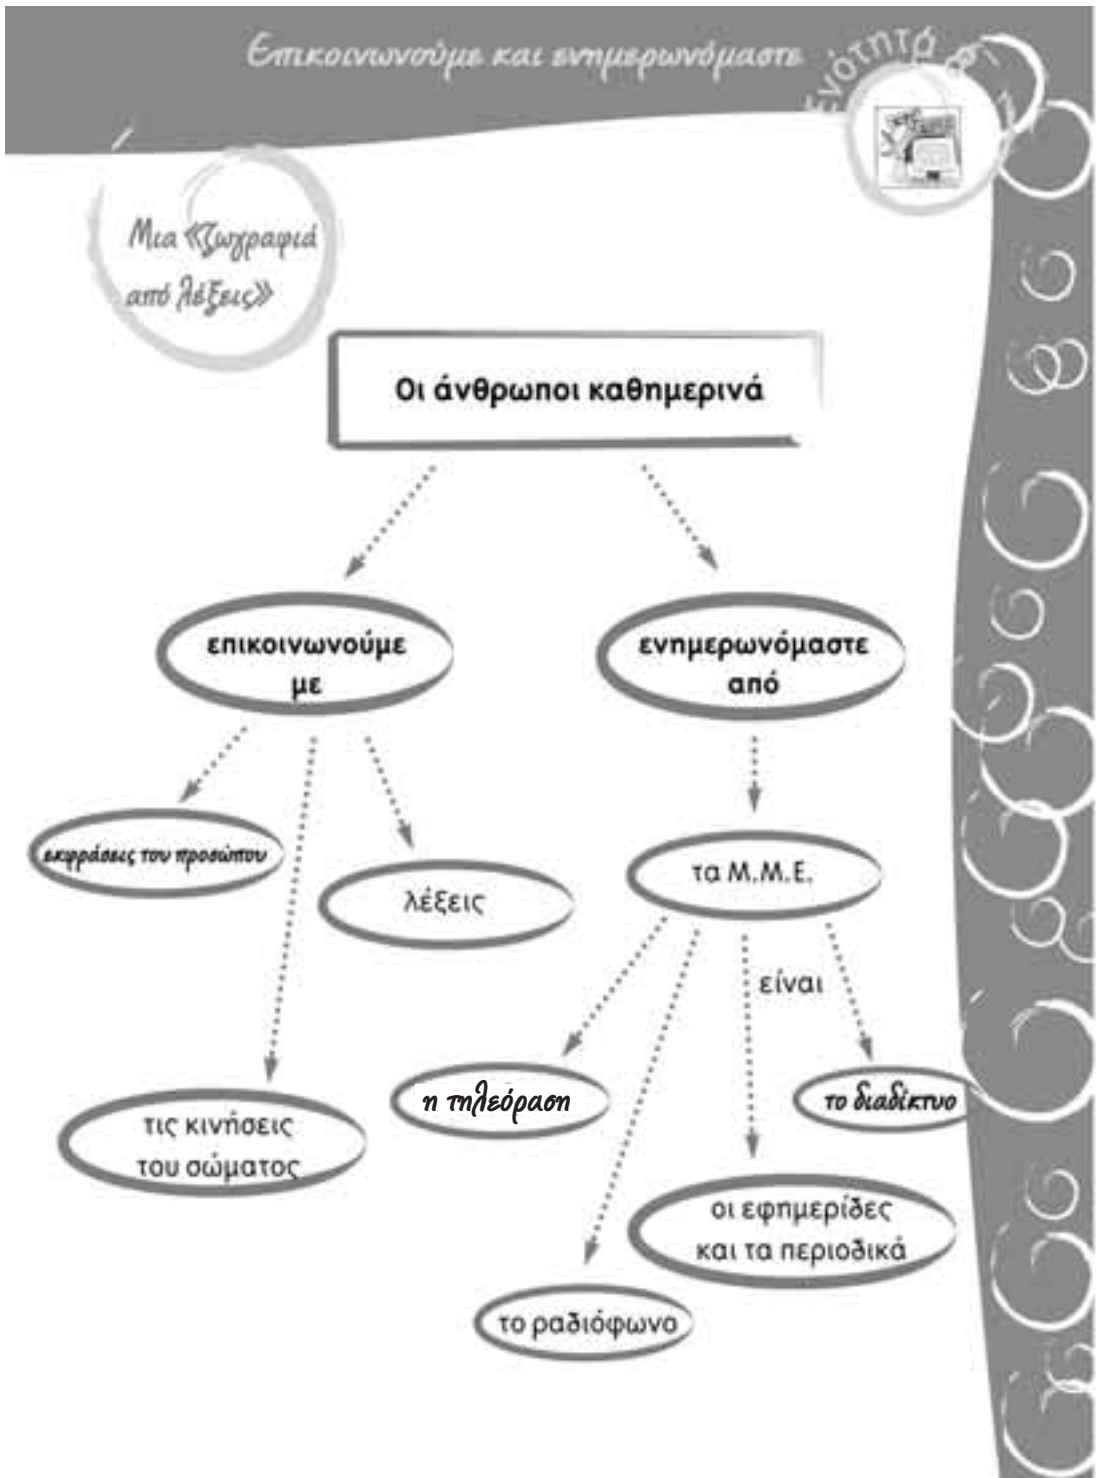 Επικοινωνούμε και ενημερωνόμαστε
Ενότητα 8
Μια «ζωγραφιά
από λέξεις»
Οι άνθρωποι καθημερινά
επικοινωνούμε
με
ενημερωνόμαστε
από
εκφράσεις του προσώπου
λέξεις
τα Μ.Μ.Ε.
είναι
τις κινήσεις
του σώματος
η τηλεόραση
το διαδίκτυο
οι εφημερίδες
και τα περιοδικά
το ραδιόφωνο